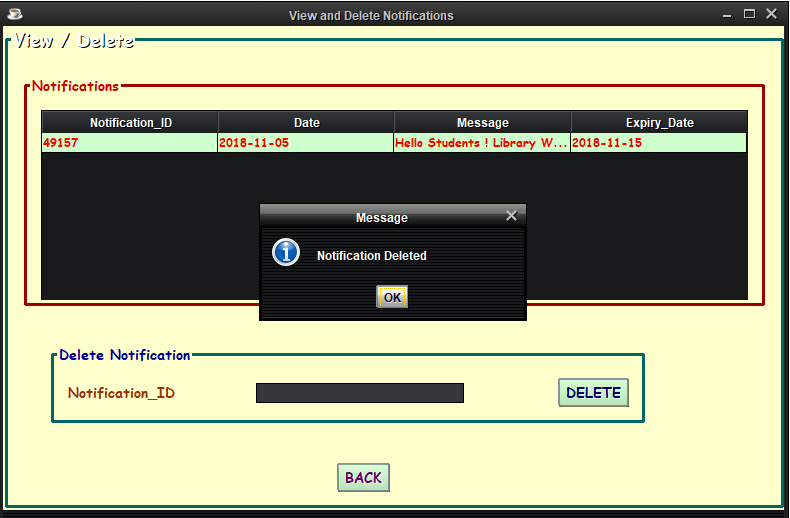 View and Delete Notifications
View / Delete
Notifications
Notification_ID Date Message Expiry_Date
49157 2018-11-05 Hello Students ! Library W... 2018-11-15
Message
Notification Deleted
OK
Delete Notification
Notification_ID DELETE
BACK